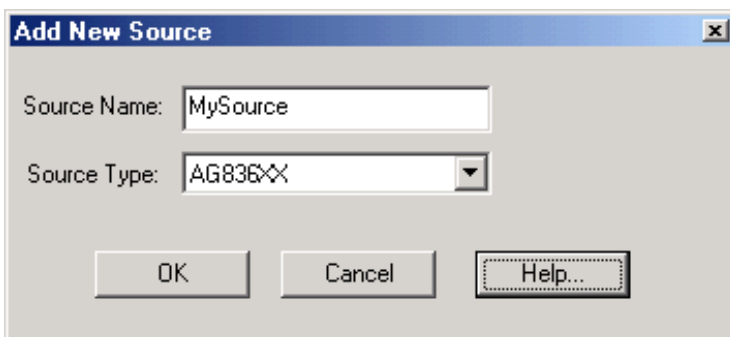 Add New Source
Source Name: MySource
Source Type: AG836XX
OK Cancel Help...